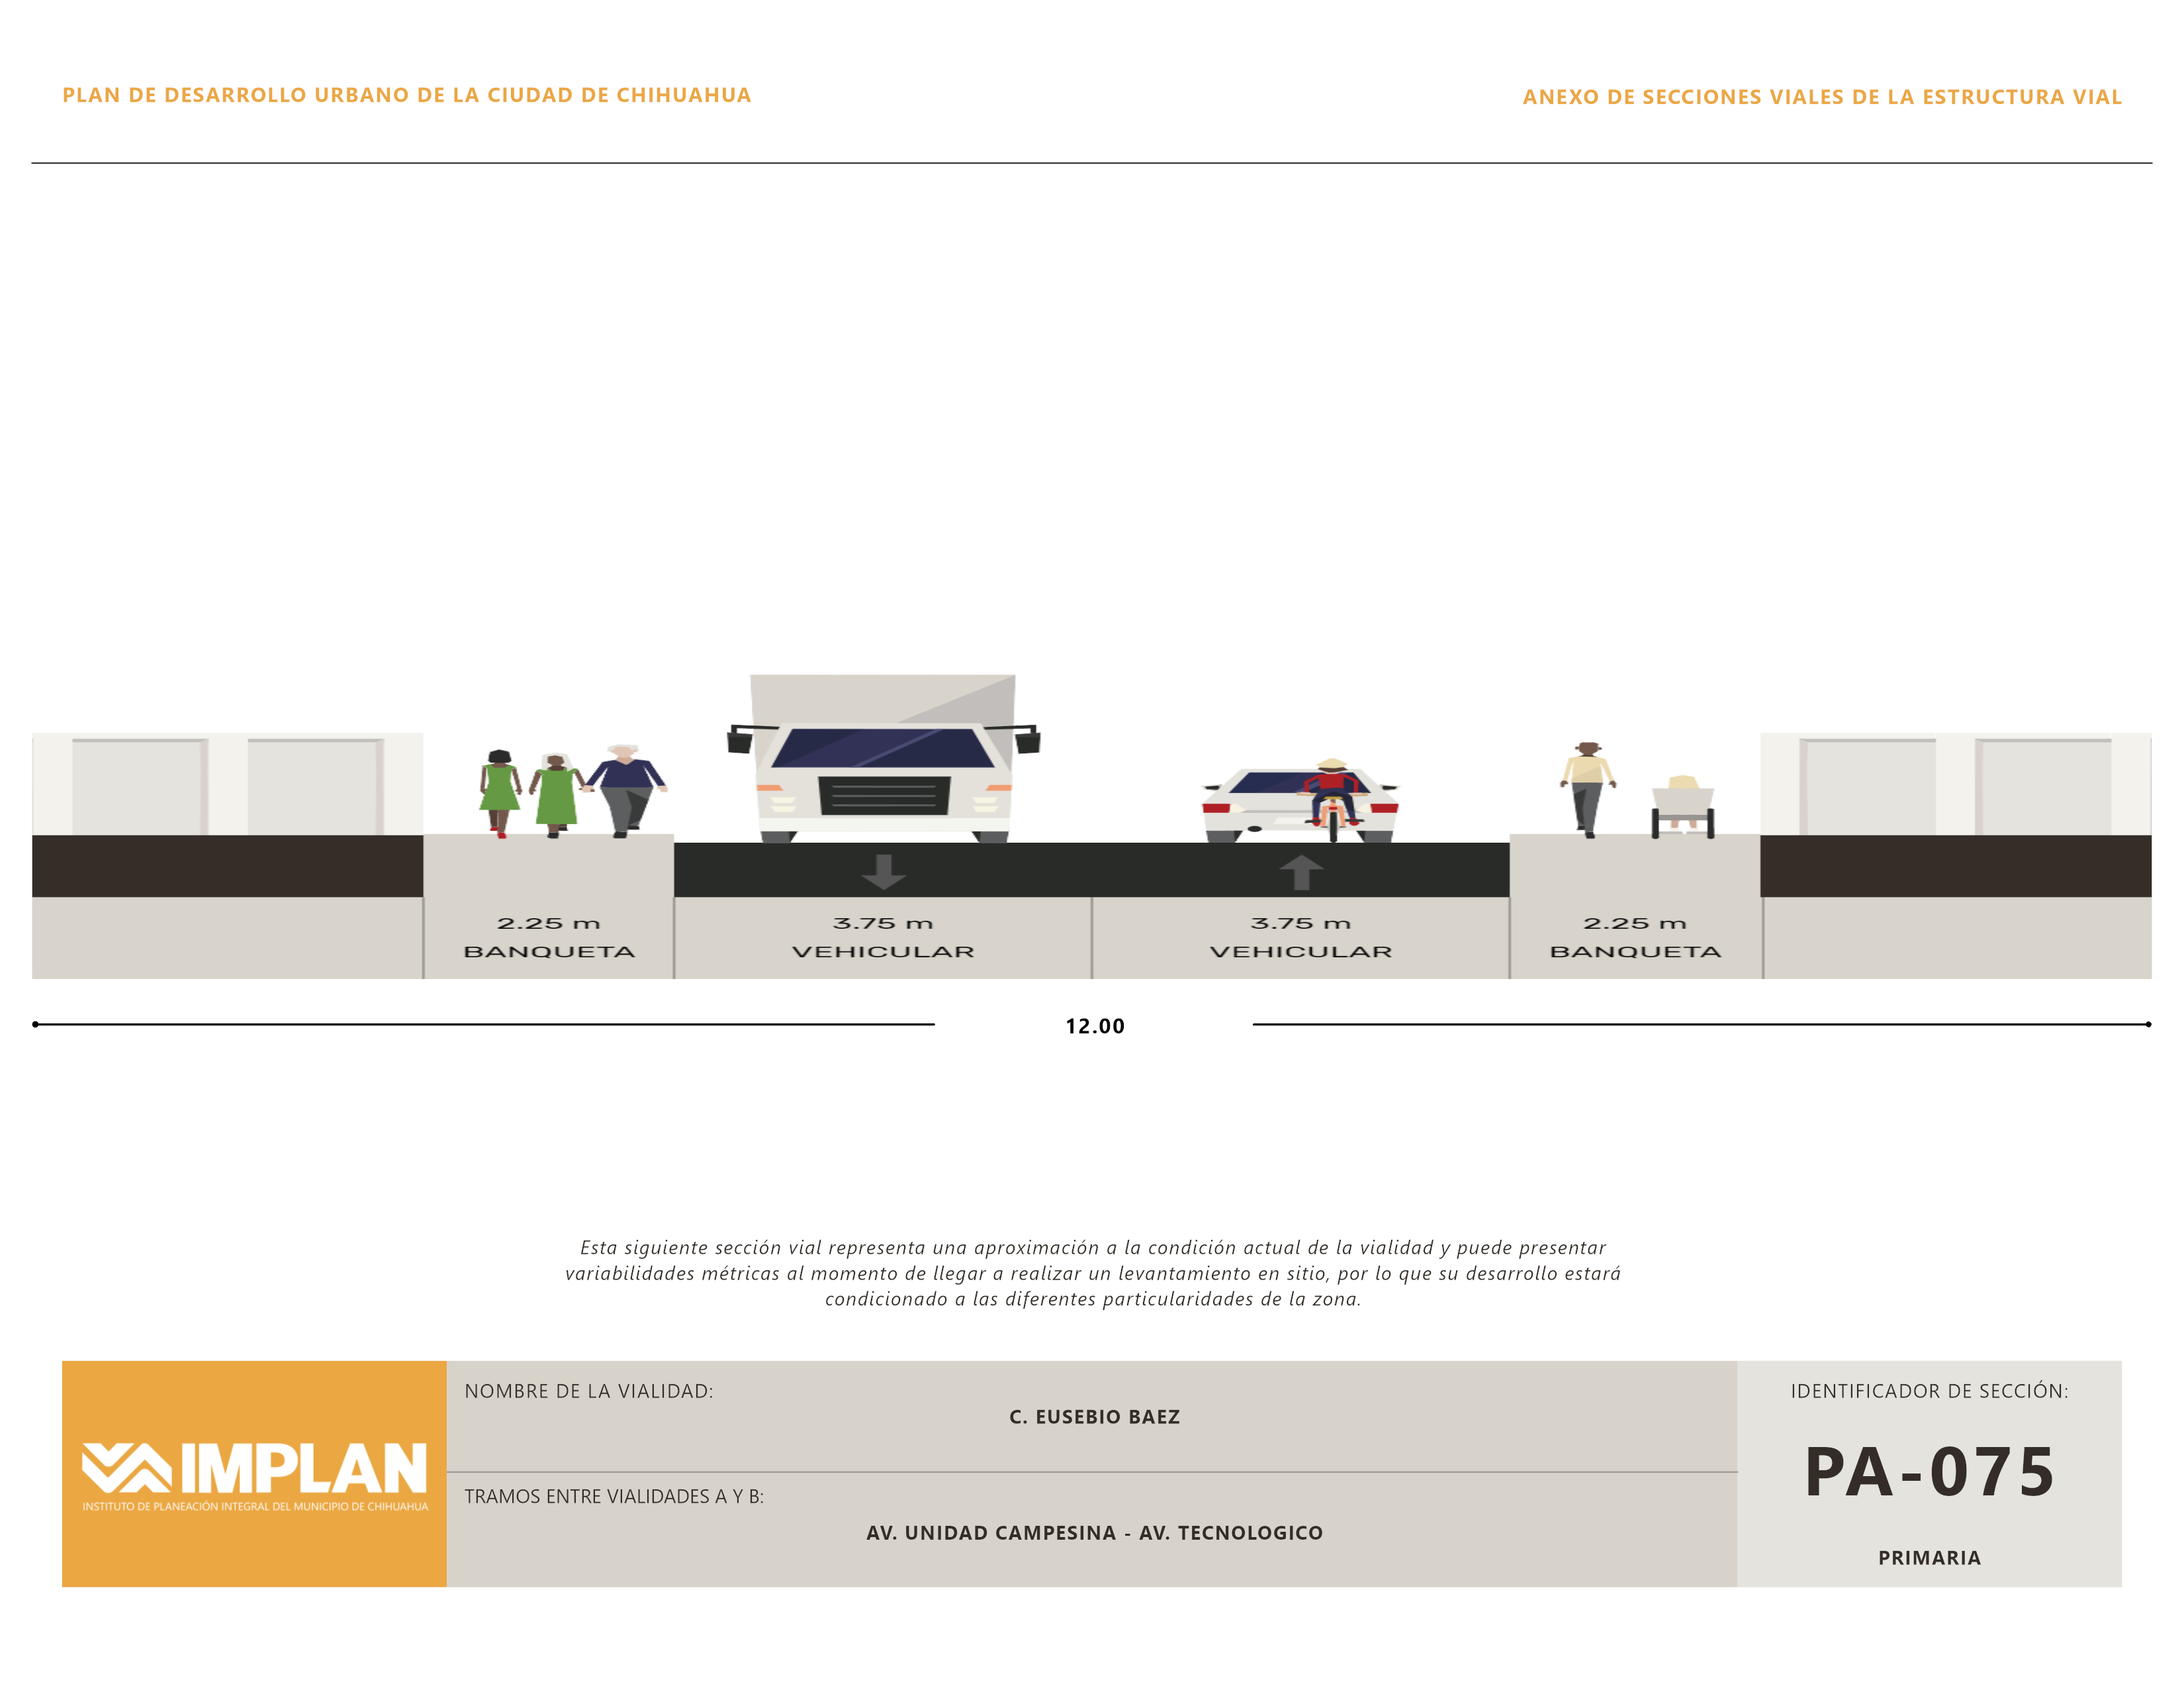 PLAN DE DESARROLLO URBANO DE LA CIUDAD DE CHIHUAHUA
ANEXO DE SECCIONES VIALES DE LA ESTRUCTURA VIAL
2.25 m
BANQUETA
3.75 m
VEHICULAR
3.75 m
VEHICULAR
2.25 m
BANQUETA
12.00
Esta siguiente sección vial representa una aproximación a la condición actual de la vialidad y puede presentar
variabilidades métricas al momento de llegar a realizar un levantamiento en sitio, por lo que su desarrollo estará
condicionado a las diferentes particularidades de la zona.
IMPLAN
INSTITUTO DE PLANEACIÓN INTEGRAL DEL MUNICIPIO DE CHIHUAHUA
NOMBRE DE LA VIALIDAD:
C. EUSEBIO BAEZ
TRAMOS ENTRE VIALIDADES A Y B:
AV. UNIDAD CAMPESINA - AV. TECNOLOGICO
IDENTIFICADOR DE SECCIÓN:
PA-075
PRIMARIA